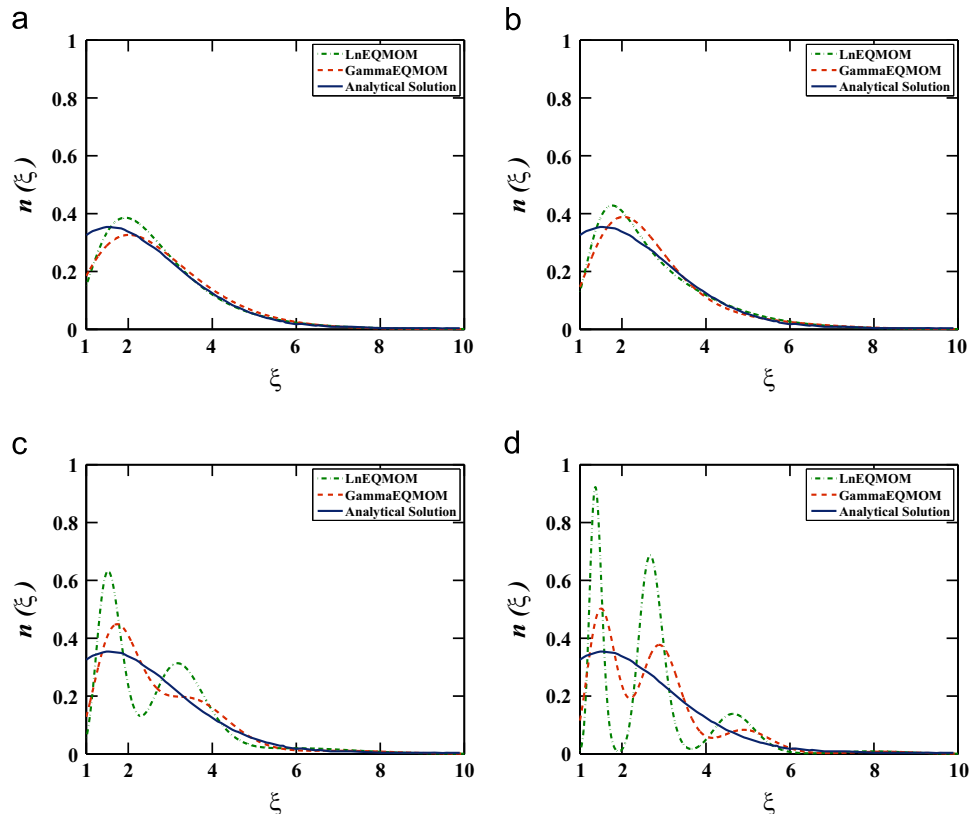 a
1
0.8
0.6
0.4
0.2
0
n (ξ)
LnEQMOM
GammaEQMOM
Analytical Solution
1 2 4 6 8 10
ξ
b
1
0.8
0.6
0.4
0.2
0
n (ξ)
LnEQMOM
GammaEQMOM
Analytical Solution
1 2 4 6 8 10
ξ
c
1
0.8
0.6
0.4
0.2
0
n (ξ)
LnEQMOM
GammaEQMOM
Analytical Solution
1 2 4 6 8 10
ξ
d
1
0.8
0.6
0.4
0.2
0
n (ξ)
LnEQMOM
GammaEQMOM
Analytical Solution
1 2 4 6 8 10
ξ